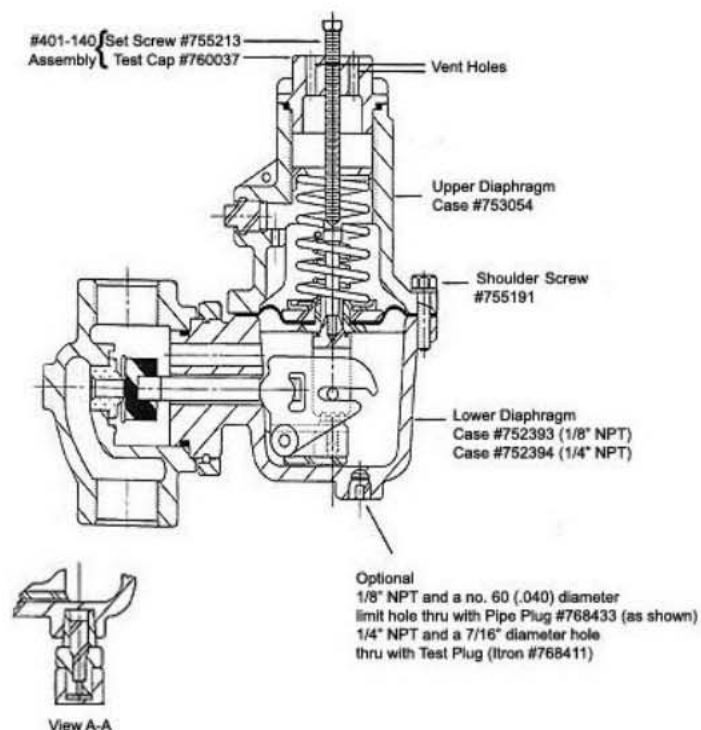 #401-140 { Set Screw #755213
Assembly { Test Cap #760037
Vent Holes
Upper Diaphragm
Case #753054
Shoulder Screw
#755191
Lower Diaphragm
Case #752393 (1/8" NPT)
Case #752394 (1/4" NPT)
Optional
1/8" NPT and a no. 60 (.040) diameter
limit hole thru with Pipe Plug #768433 (as shown)
1/4" NPT and a 7/16" diameter hole
thru with Test Plug (Itron #768411)
View A-A